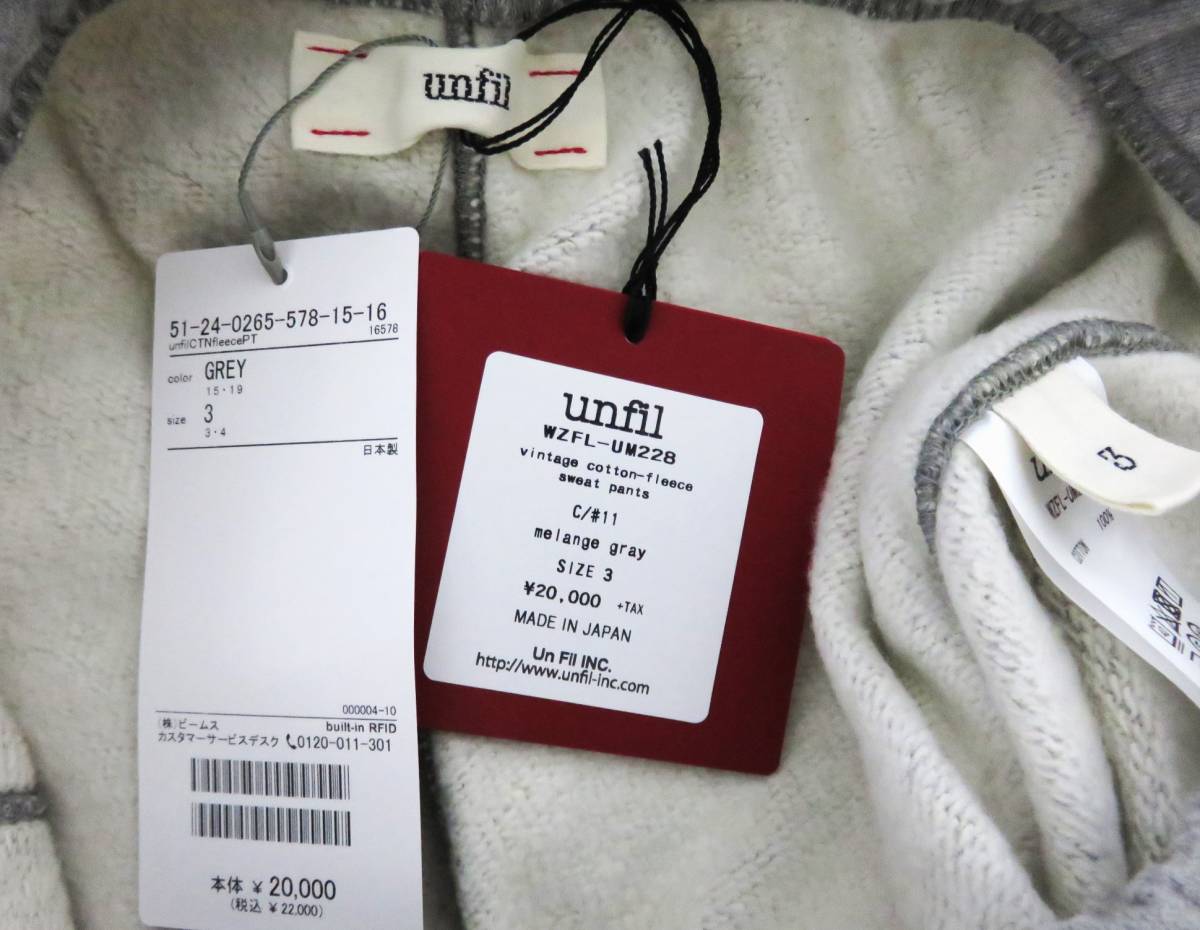 unfil
51-24-0265-578-15-16
16578
unfilCTNfleecePT
color GREY
15・19
size 3
3・4
日本製
000004-10
(株)ビームス built-in RFID
カスタマーサービスデスク 0120-011-301
本体 ¥ 20,000
(税込 ¥ 22,000)
unfil
WZFL-UM228
vintage cotton-fleece
sweat pants
C/#11
melange gray
SIZE 3
¥20,000 +TAX
MADE IN JAPAN
Un Fil INC.
http://www.unfil-inc.com
3
COTTON 100%